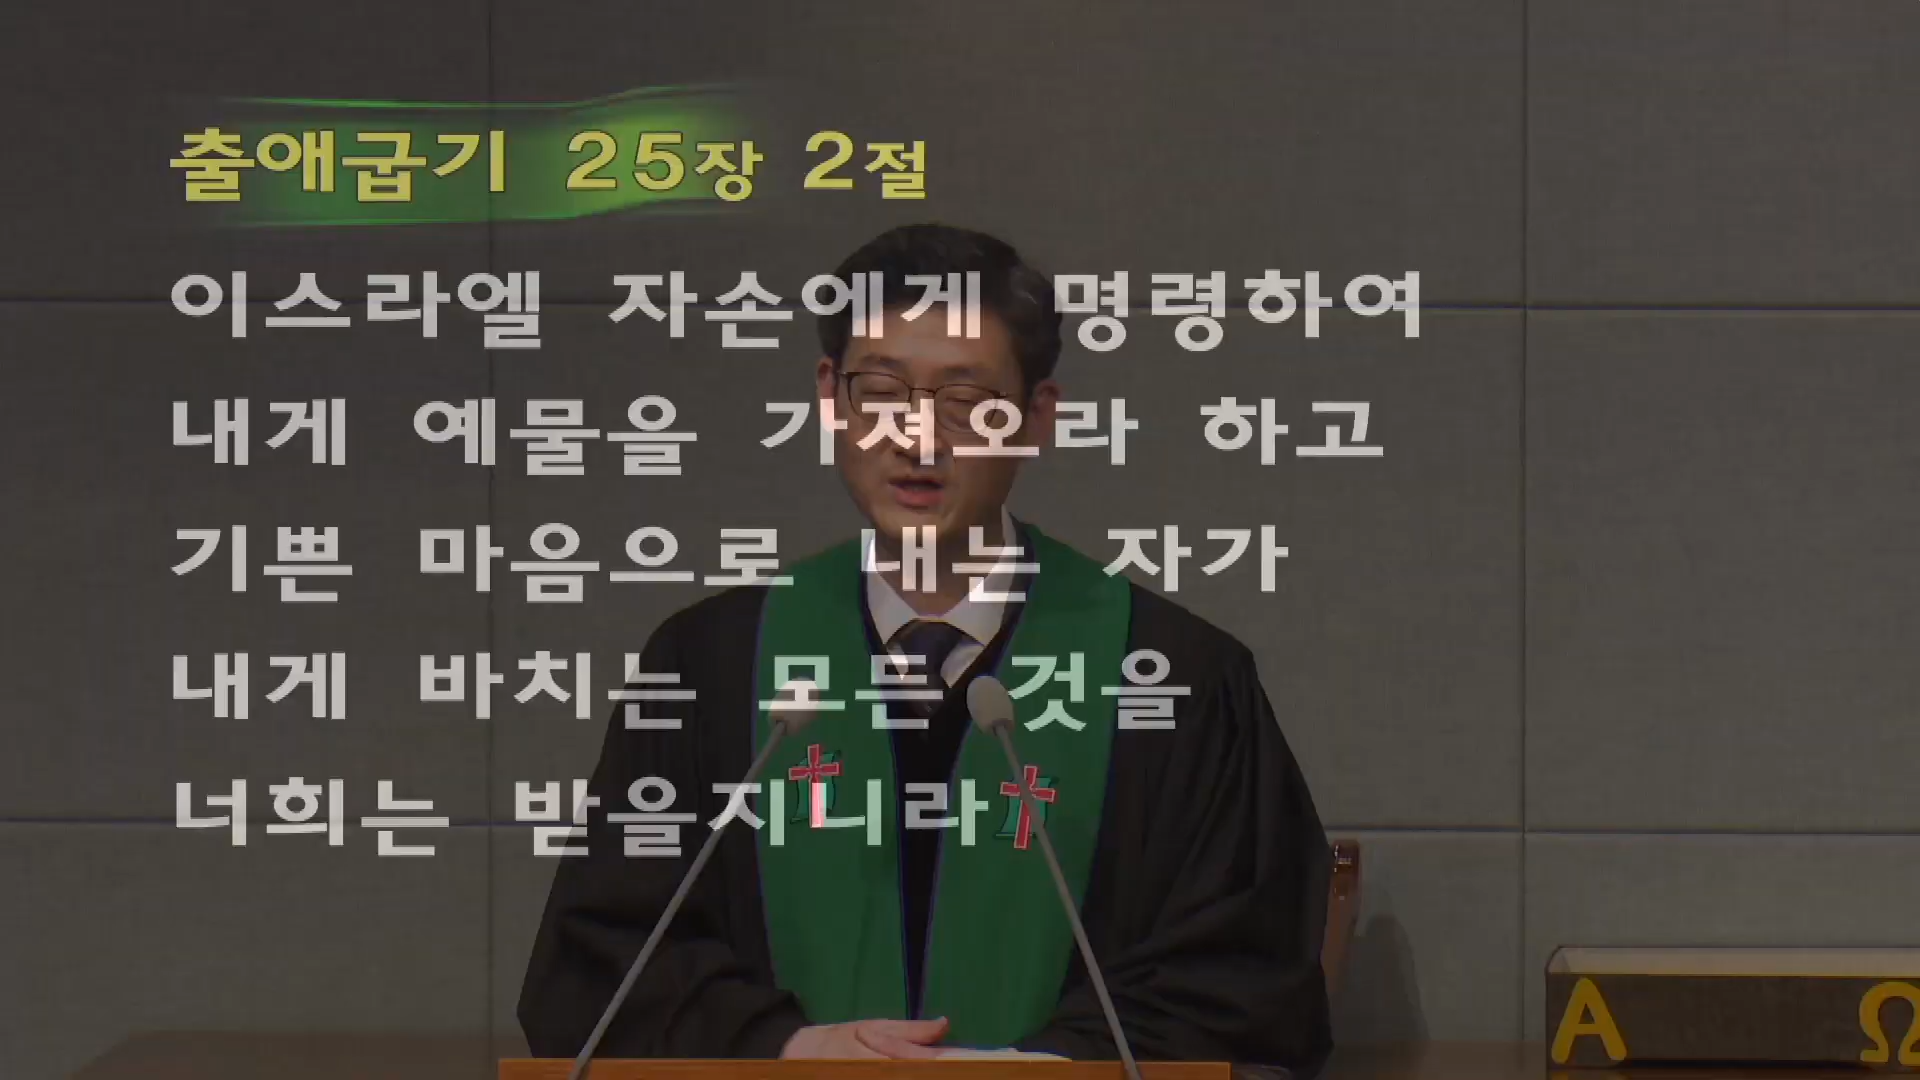 출애굽기 25장 2절
이스라엘 자손에게 명령하여
내게 예물을 가져오라 하고
기쁜 마음으로 내는 자가
내게 바치는 모든 것을
너희는 받을지니라
Α Ω